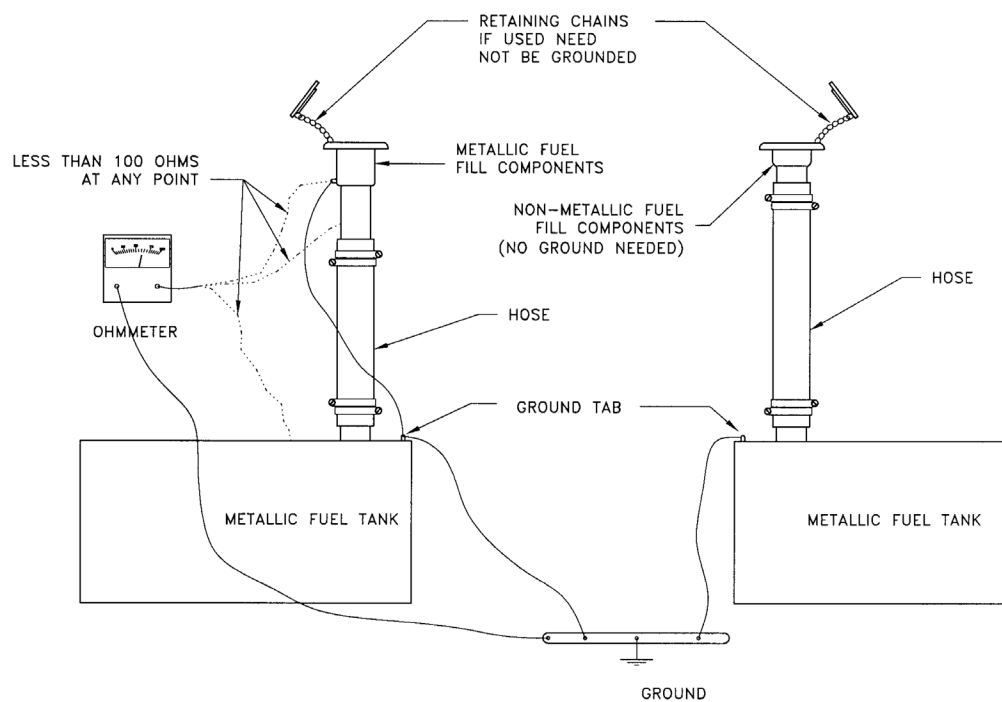 RETAINING CHAINS
IF USED NEED
NOT BE GROUNDED
LESS THAN 100 OHMS
AT ANY POINT
METALLIC FUEL
FILL COMPONENTS
NON-METALLIC FUEL
FILL COMPONENTS
(NO GROUND NEEDED)
OHMMETER
HOSE
HOSE
GROUND TAB
METALLIC FUEL TANK
METALLIC FUEL TANK
GROUND